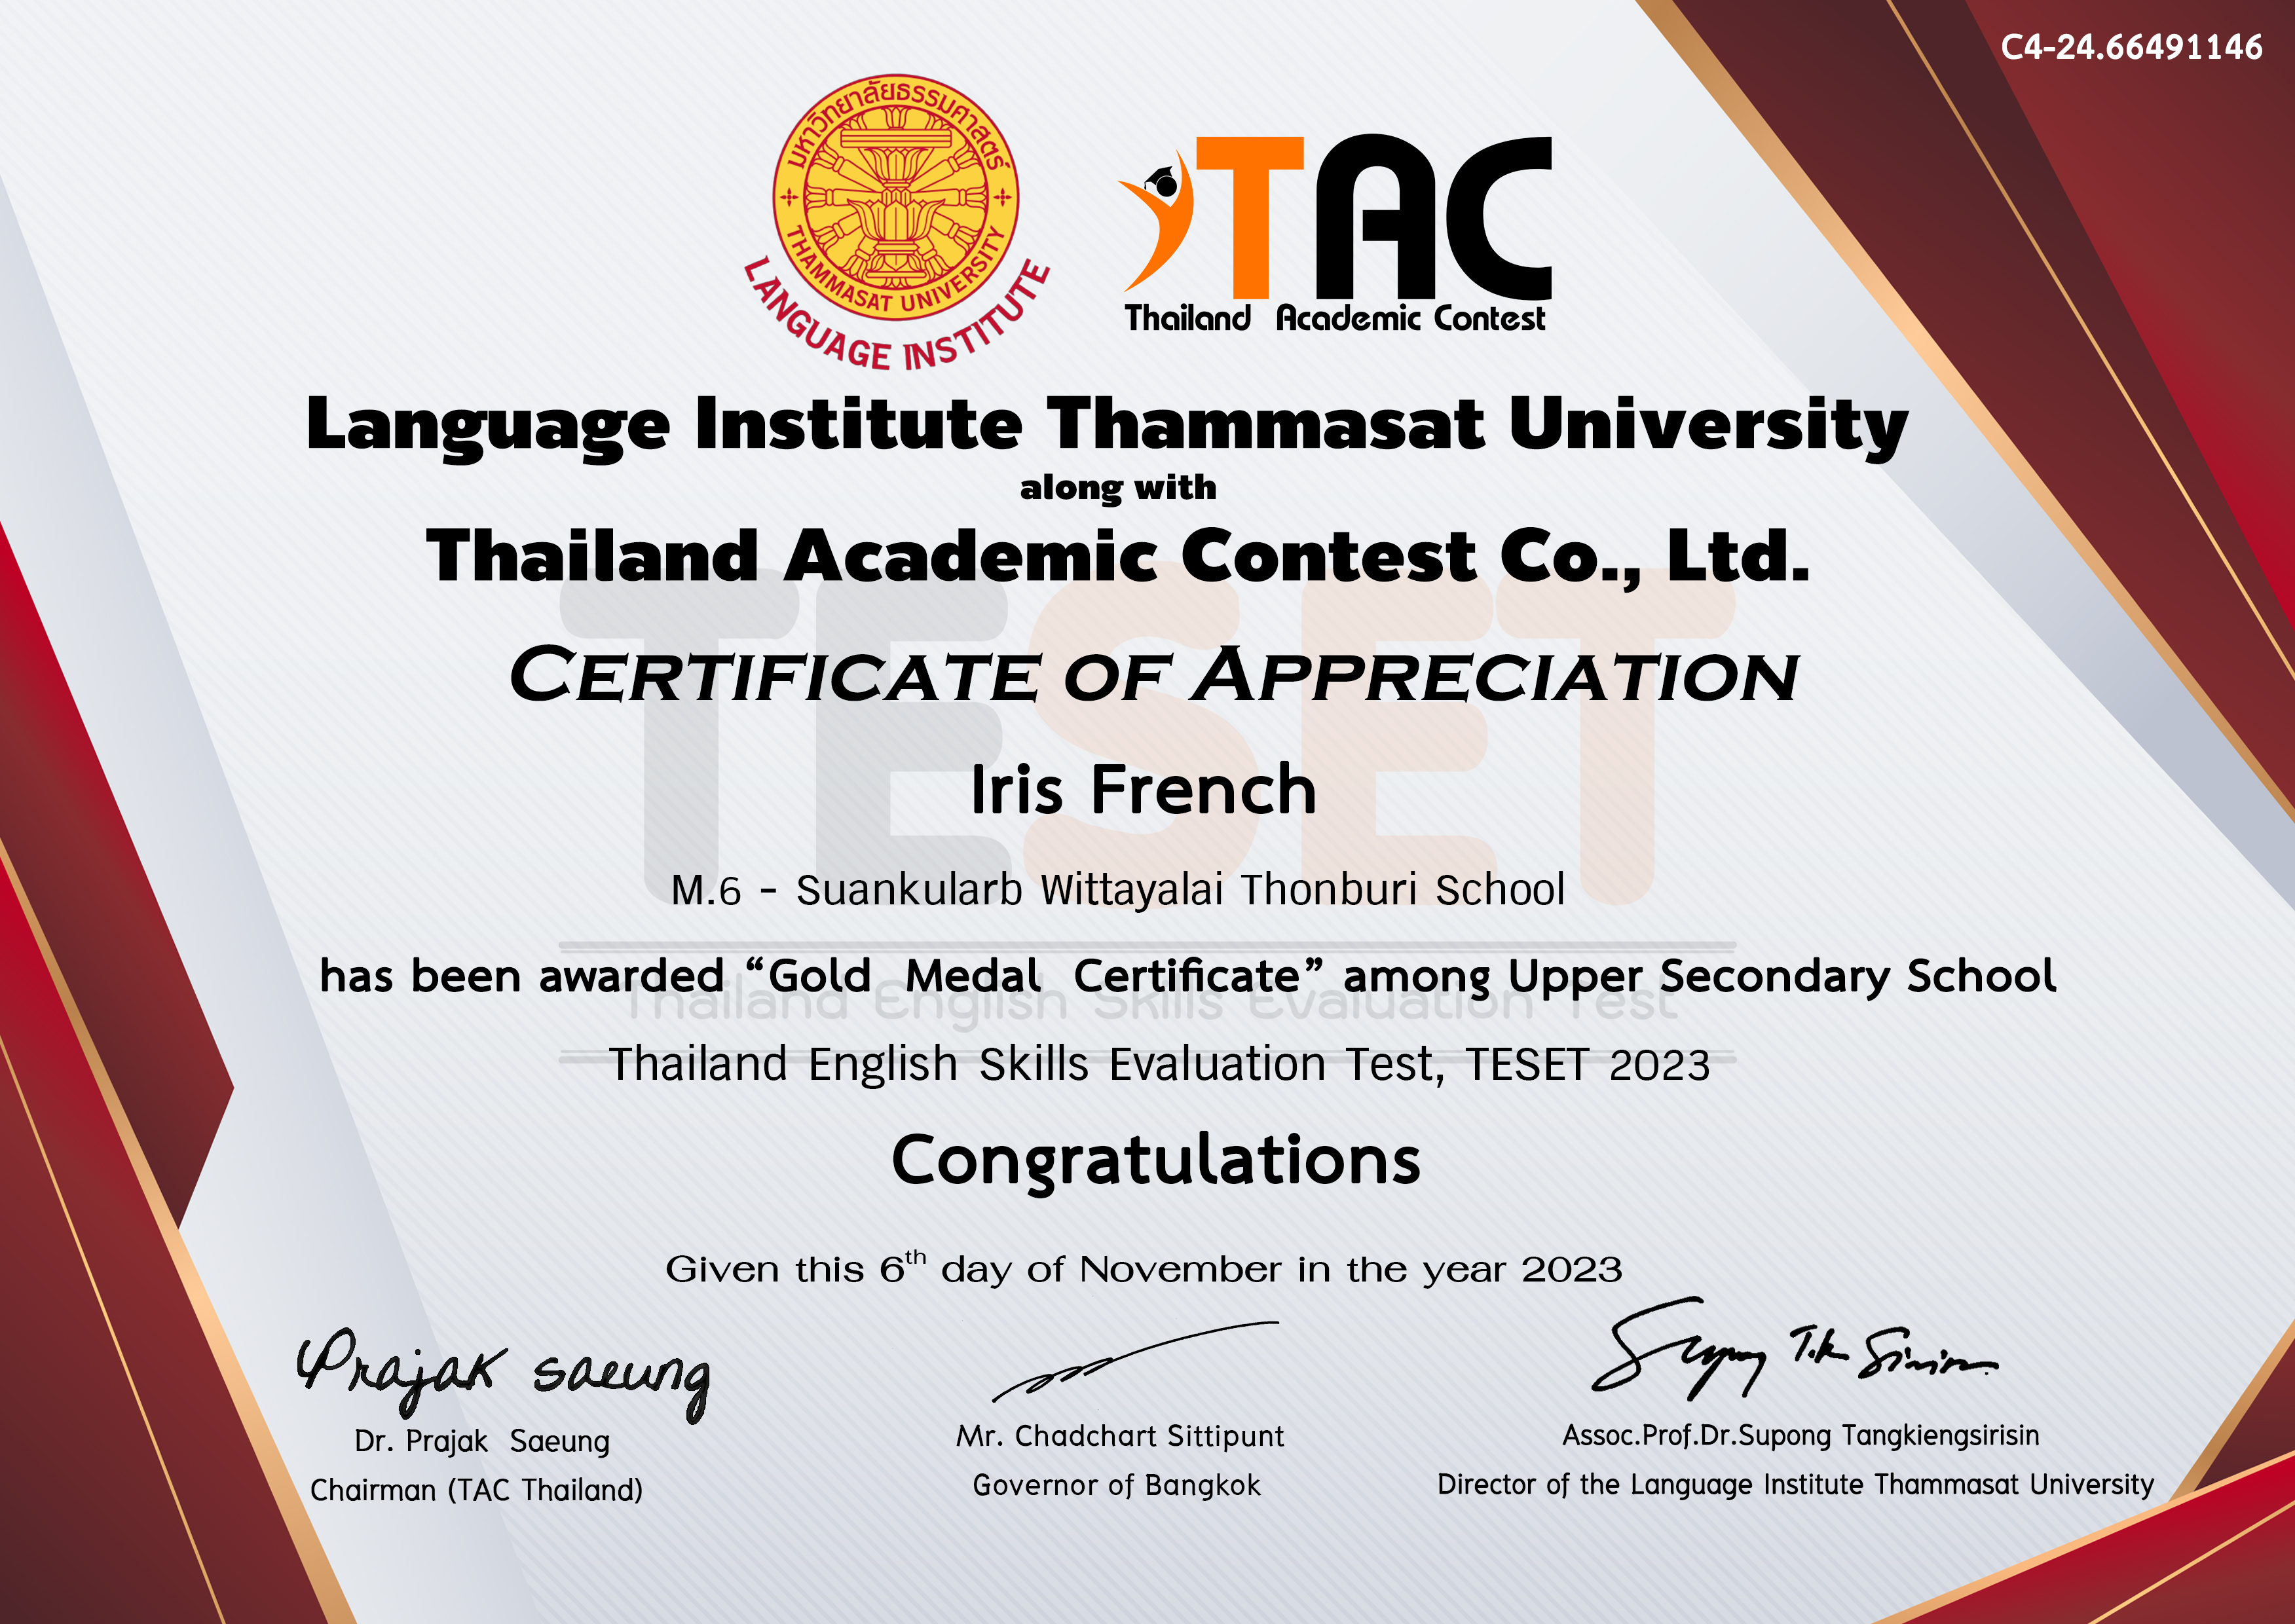 C4-24.66491146
มหาวิทยาลัยธรรมศาสตร์
THAMMASAT UNIVERSITY
LANGUAGE INSTITUTE
TAC
Thailand Academic Contest
Language Institute Thammasat University
along with
Thailand Academic Contest Co., Ltd.
TESET
CERTIFICATE OF APPRECIATION
Iris French
M.6 - Suankularb Wittayalai Thonburi School
has been awarded “Gold Medal Certificate” among Upper Secondary School
Thailand English Skills Evaluation Test
Thailand English Skills Evaluation Test, TESET 2023
Congratulations
Given this 6th day of November in the year 2023
Prajak Saeung
Dr. Prajak Saeung
Chairman (TAC Thailand)
Mr. Chadchart Sittipunt
Governor of Bangkok
Assoc.Prof.Dr.Supong Tangkiengsirisin
Director of the Language Institute Thammasat University